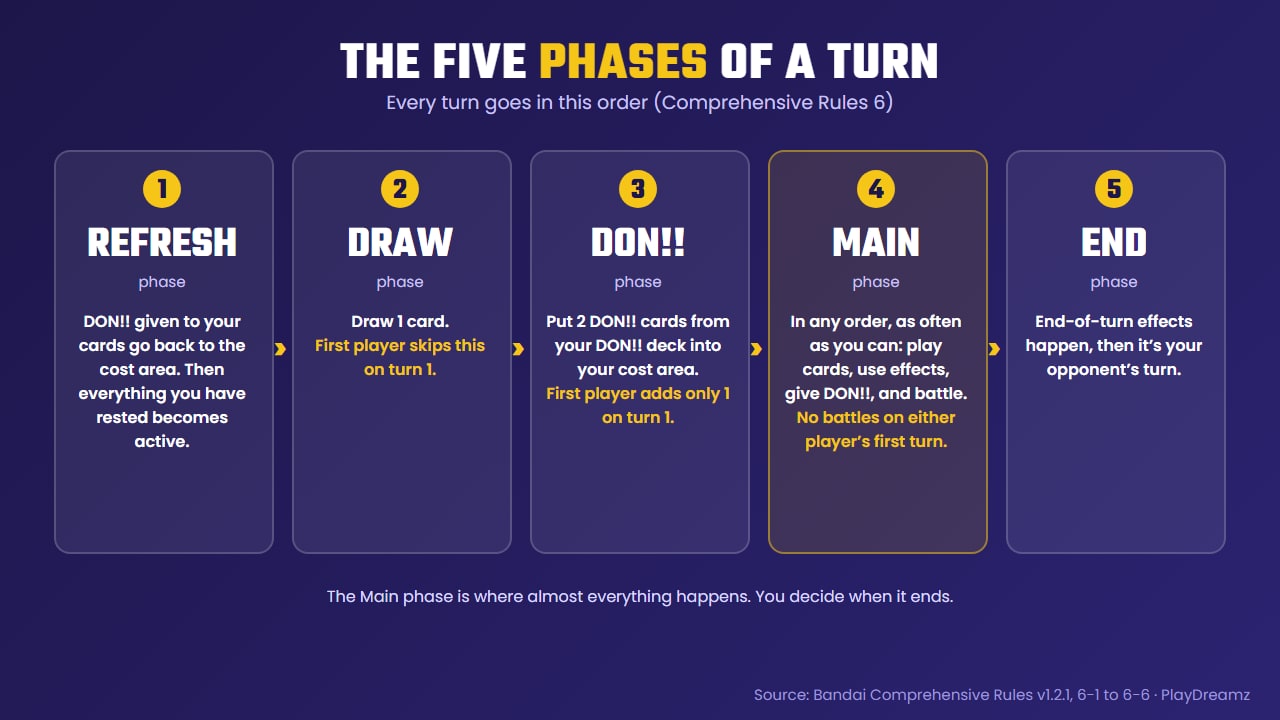 THE FIVE PHASES OF A TURN
Every turn goes in this order (Comprehensive Rules 6)
1
REFRESH
phase
DON!! given to your
cards go back to the
cost area. Then
everything you have
rested becomes
active.
›
2
DRAW
phase
Draw 1 card.
First player skips this
on turn 1.
›
3
DON!!
phase
Put 2 DON!! cards from
your DON!! deck into
your cost area.
First player adds only 1
on turn 1.
›
4
MAIN
phase
In any order, as often
as you can: play
cards, use effects,
give DON!!, and battle.
No battles on either
player’s first turn.
›
5
END
phase
End-of-turn effects
happen, then it’s your
opponent’s turn.
The Main phase is where almost everything happens. You decide when it ends.
Source: Bandai Comprehensive Rules v1.2.1, 6-1 to 6-6 · PlayDreamz